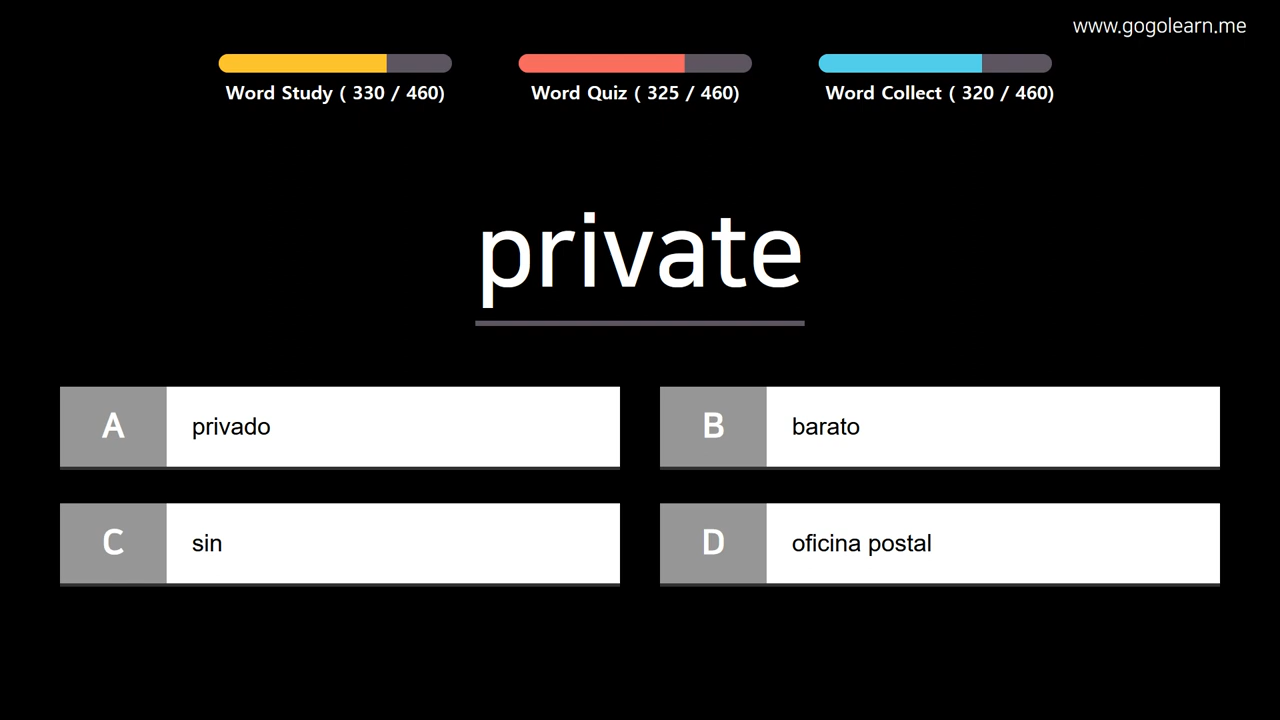 www.gogolearn.me
Word Study ( 330 / 460)
Word Quiz ( 325 / 460)
Word Collect ( 320 / 460)
private
A privado
B barato
C sin
D oficina postal